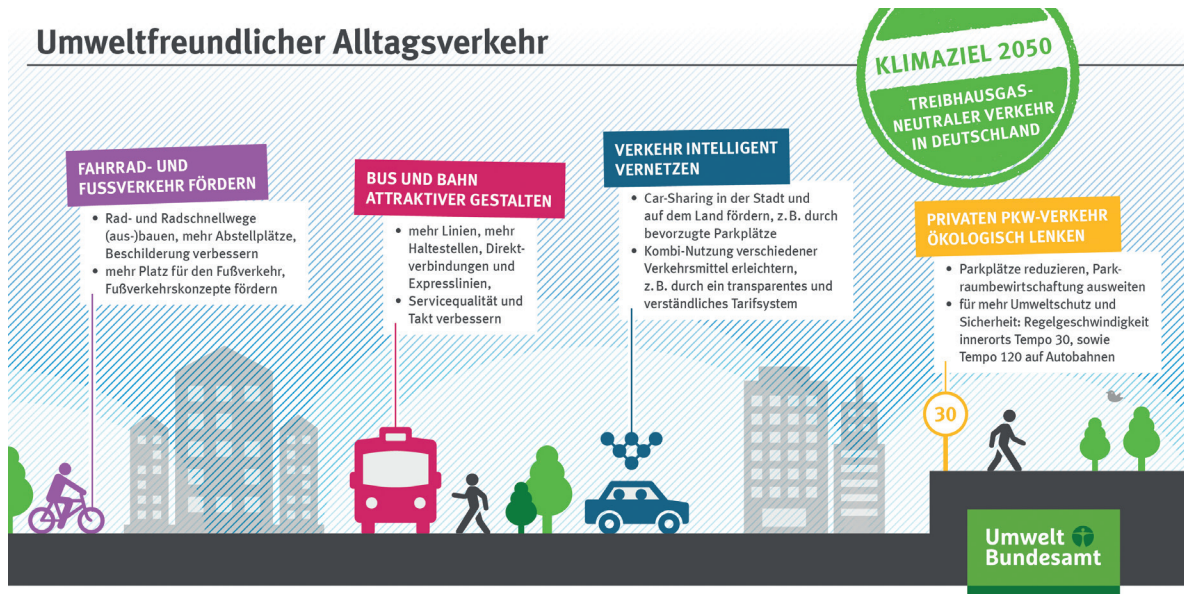 Umweltfreundlicher Alltagsverkehr
KLIMAZIEL 2050
TREIBHAUSGAS-
NEUTRALER VERKEHR
IN DEUTSCHLAND
FAHRRAD- UND
FUSSVERKEHR FÖRDERN
• Rad- und Radschnellwege
(aus-)bauen, mehr Abstellplätze,
Beschilderung verbessern
• mehr Platz für den Fußverkehr,
Fußverkehrskonzepte fördern
BUS UND BAHN
ATTRAKTIVER GESTALTEN
• mehr Linien, mehr
Haltestellen, Direkt-
verbindungen und
Expresslinien,
• Servicequalität und
Takt verbessern
VERKEHR INTELLIGENT
VERNETZEN
• Car-Sharing in der Stadt und
auf dem Land fördern, z.B. durch
bevorzugte Parkplätze
• Kombi-Nutzung verschiedener
Verkehrsmittel erleichtern,
z.B. durch ein transparentes und
verständliches Tarifsystem
PRIVATEN PKW-VERKEHR
ÖKOLOGISCH LENKEN
• Parkplätze reduzieren, Park-
raumbewirtschaftung ausweiten
• für mehr Umweltschutz und
Sicherheit: Regelgeschwindigkeit
innerorts Tempo 30, sowie
Tempo 120 auf Autobahnen
30
Umwelt
Bundesamt